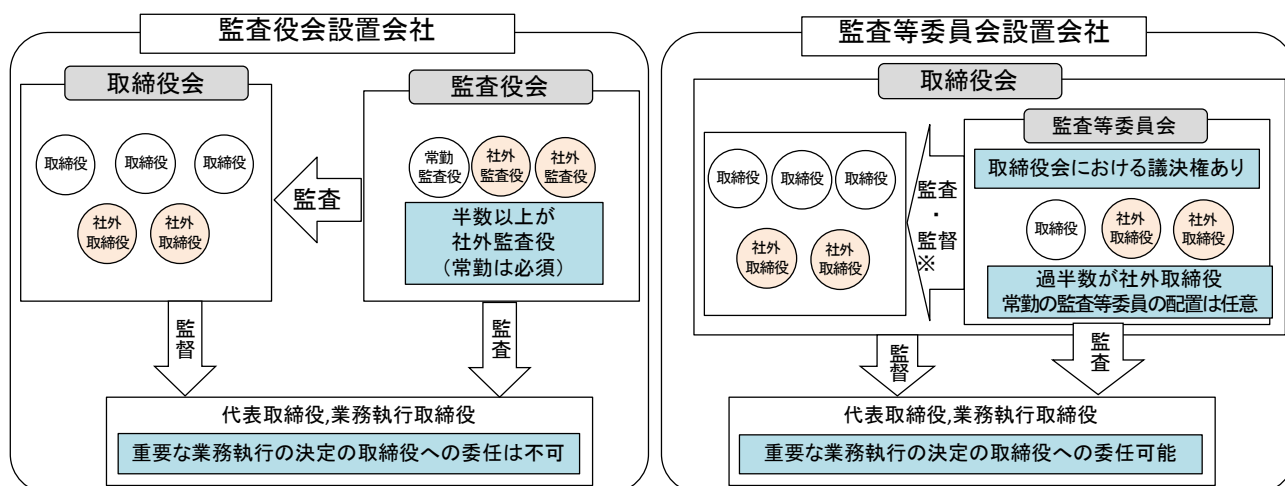 監査役会設置会社
取締役会
取締役
取締役
取締役
社外
取締役
社外
取締役
監査
監査役会
常勤
監査役
社外
監査役
社外
監査役
半数以上が
社外監査役
(常勤は必須)
監督
監査
代表取締役,業務執行取締役
重要な業務執行の決定の取締役への委任は不可
監査等委員会設置会社
取締役会
取締役
取締役
取締役
社外
取締役
社外
取締役
監査・監督※
監査等委員会
取締役会における議決権あり
取締役
社外
取締役
社外
取締役
過半数が社外取締役
常勤の監査等委員の配置は任意
監督
監査
代表取締役,業務執行取締役
重要な業務執行の決定の取締役への委任可能